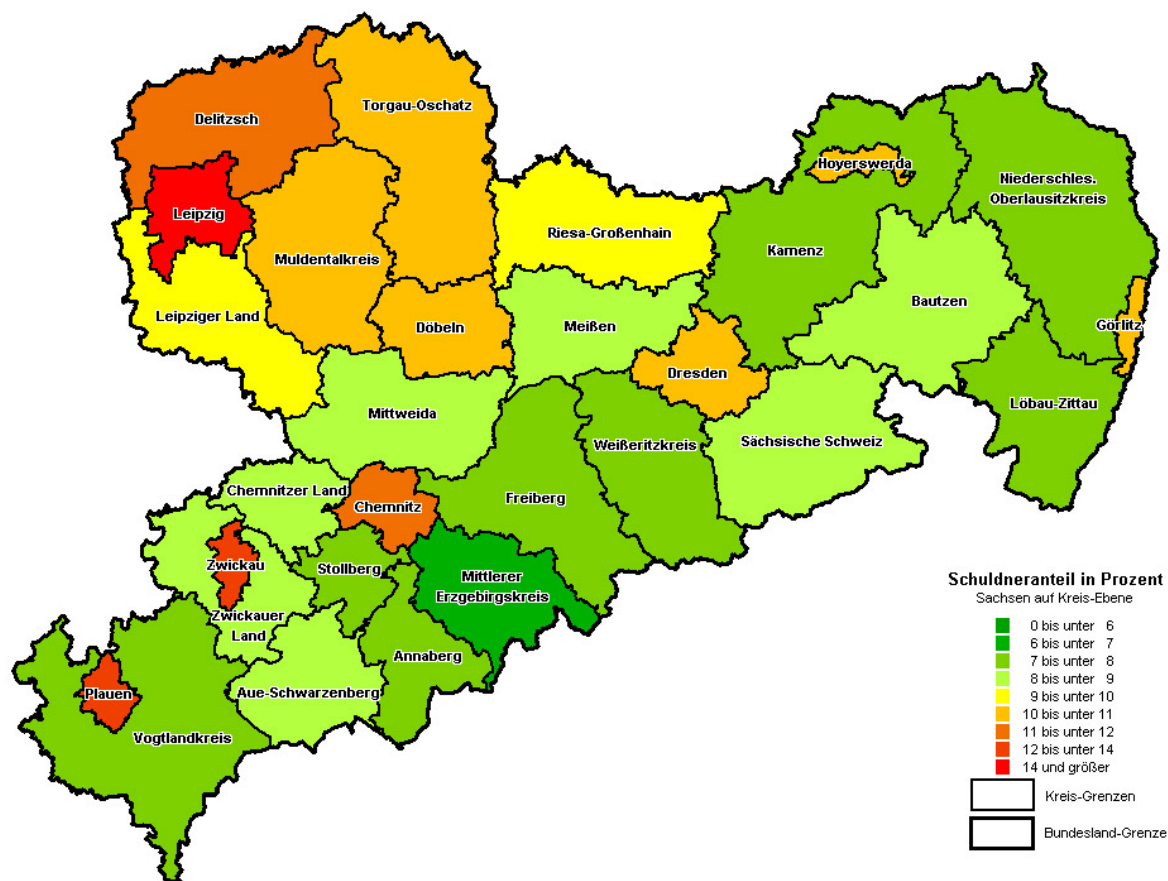 Delitzsch
Torgau-Oschatz
Hoyerswerda
Niederschles.
Oberlausitzkreis
Leipzig
Riesa-Großenhain
Kamenz
Muldentalkreis
Bautzen
Leipziger Land
Döbeln
Meißen
Görlitz
Dresden
Mittweida
Löbau-Zittau
Weißeritzkreis
Sächsische Schweiz
Chemnitzer Land
Chemnitz
Freiberg
Zwickau
Stollberg
Mittlerer
Erzgebirgskreis
Zwickauer
Land
Annaberg
Aue-Schwarzenberg
Plauen
Vogtlandkreis
Schuldneranteil in Prozent
Sachsen auf Kreis-Ebene
0 bis unter 6
6 bis unter 7
7 bis unter 8
8 bis unter 9
9 bis unter 10
10 bis unter 11
11 bis unter 12
12 bis unter 14
14 und größer
Kreis-Grenzen
Bundesland-Grenze